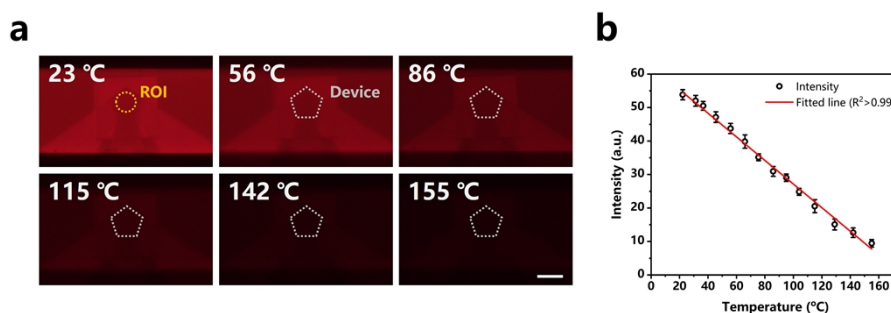 a
23 ℃
ROI
56 ℃
Device
86 ℃
115 ℃
142 ℃
155 ℃
b
Intensity
Fitted line (R²>0.99
Intensity (a.u.)
60
50
40
30
20
10
0
0 20 40 60 80 100 120 140 160
Temperature (ºC)